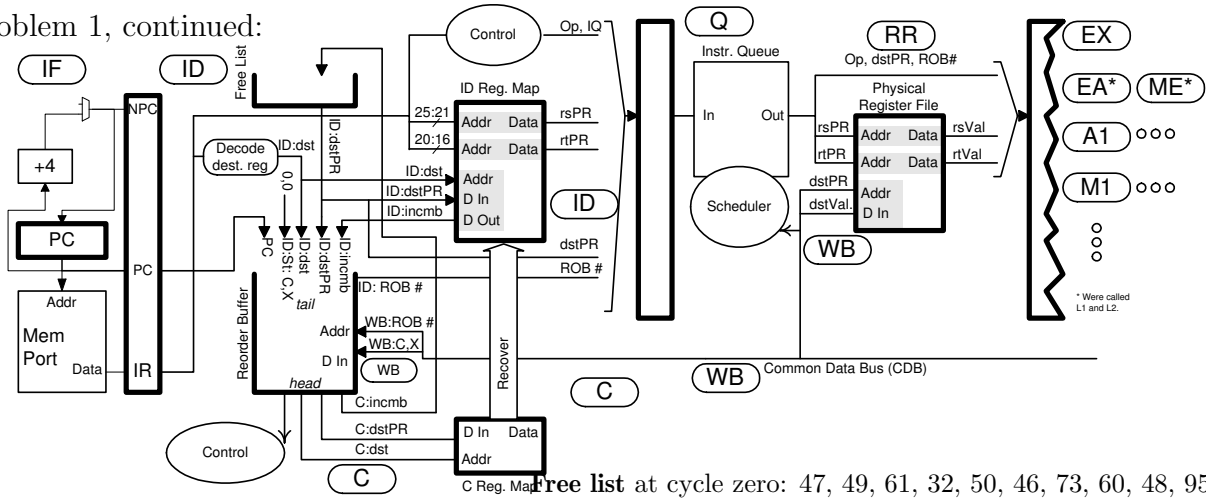 oblem 1, continued:
IF
ID
Q
RR
EX
EA*
ME*
A1
M1
* Were called
L1 and L2.
Free List
Control
Op, IQ
Instr. Queue
In
Out
Scheduler
Op, dstPR, ROB#
Physical
Register File
rsPR
rtPR
dstPR
dstVal.
Addr
Data
Addr
Data
Addr
D In
rsVal
rtVal
WB
NPC
+4
PC
PC
IR
Addr
Mem
Port
Data
Decode
dest. reg
ID:dst
ID:dstPR
25:21
20:16
ID Reg. Map
Addr
Data
Addr
Data
Addr
D In
D Out
rsPR
rtPR
ID:dst
ID:dstPR
ID:incmb
ID
dstPR
ROB #
0,0
PC
ID:St: C,X
ID:dst
ID:dstPR
ID:incmb
tail
ID: ROB #
Reorder Buffer
Addr
WB:ROB #
D In
WB:C,X
WB
head
Recover
C
WB
Common Data Bus (CDB)
C:incmb
C:dstPR
C:dst
Control
C
D In
Data
Addr
C Reg. Map
Free list at cycle zero: 47, 49, 61, 32, 50, 46, 73, 60, 48, 95